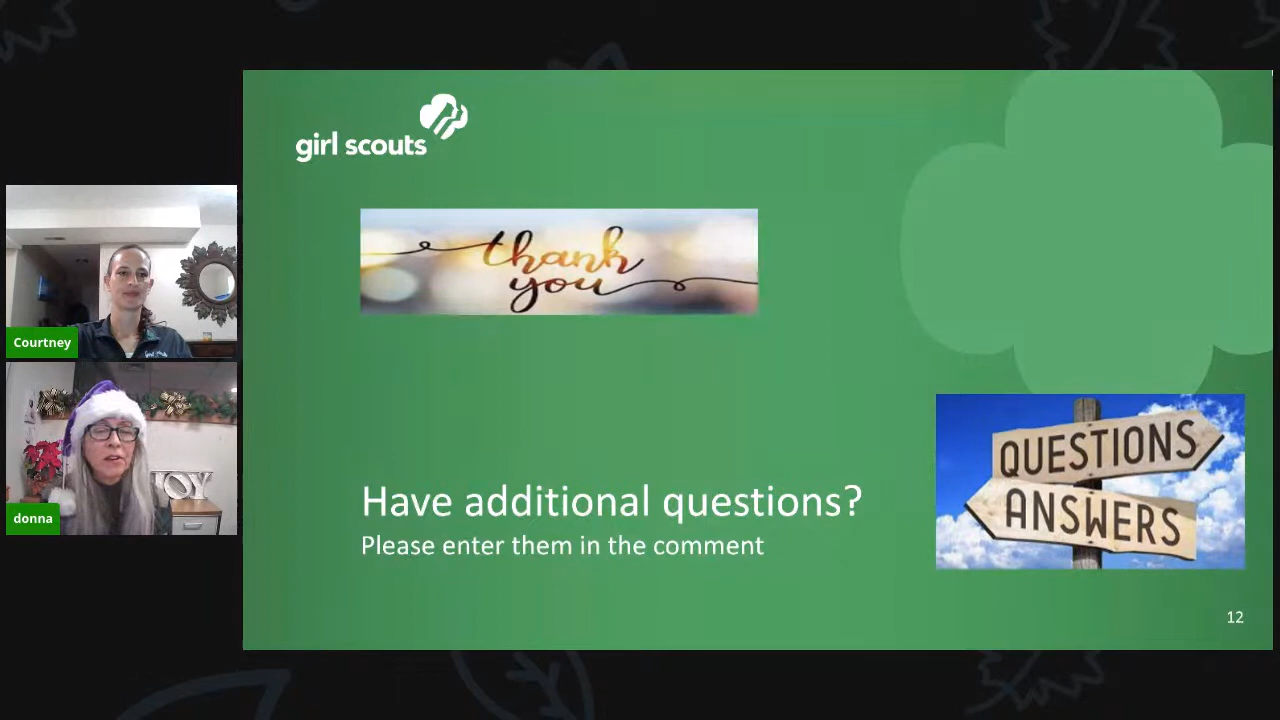 girl scouts
thank
you
Courtney
donna
JOY
QUESTIONS
ANSWERS
Have additional questions?
Please enter them in the comment
12